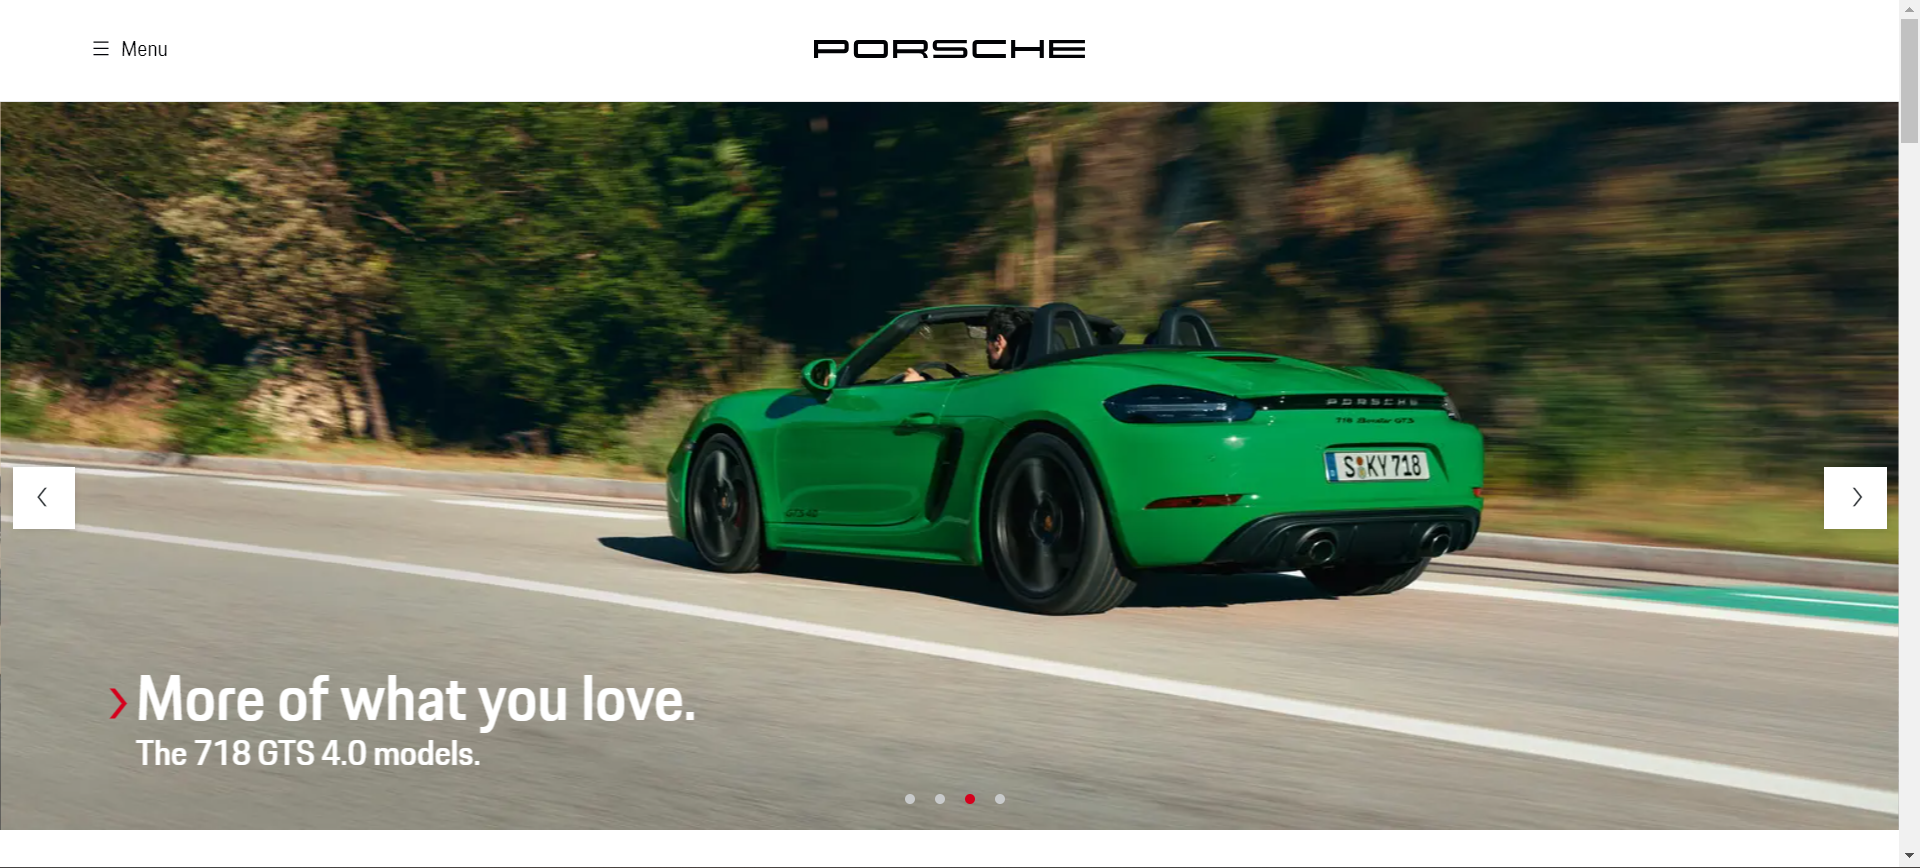 Menu
PORSCHE
PORSCHE
718 Boxster GTS
S KY 718
GTS 4.0
More of what you love.
The 718 GTS 4.0 models.